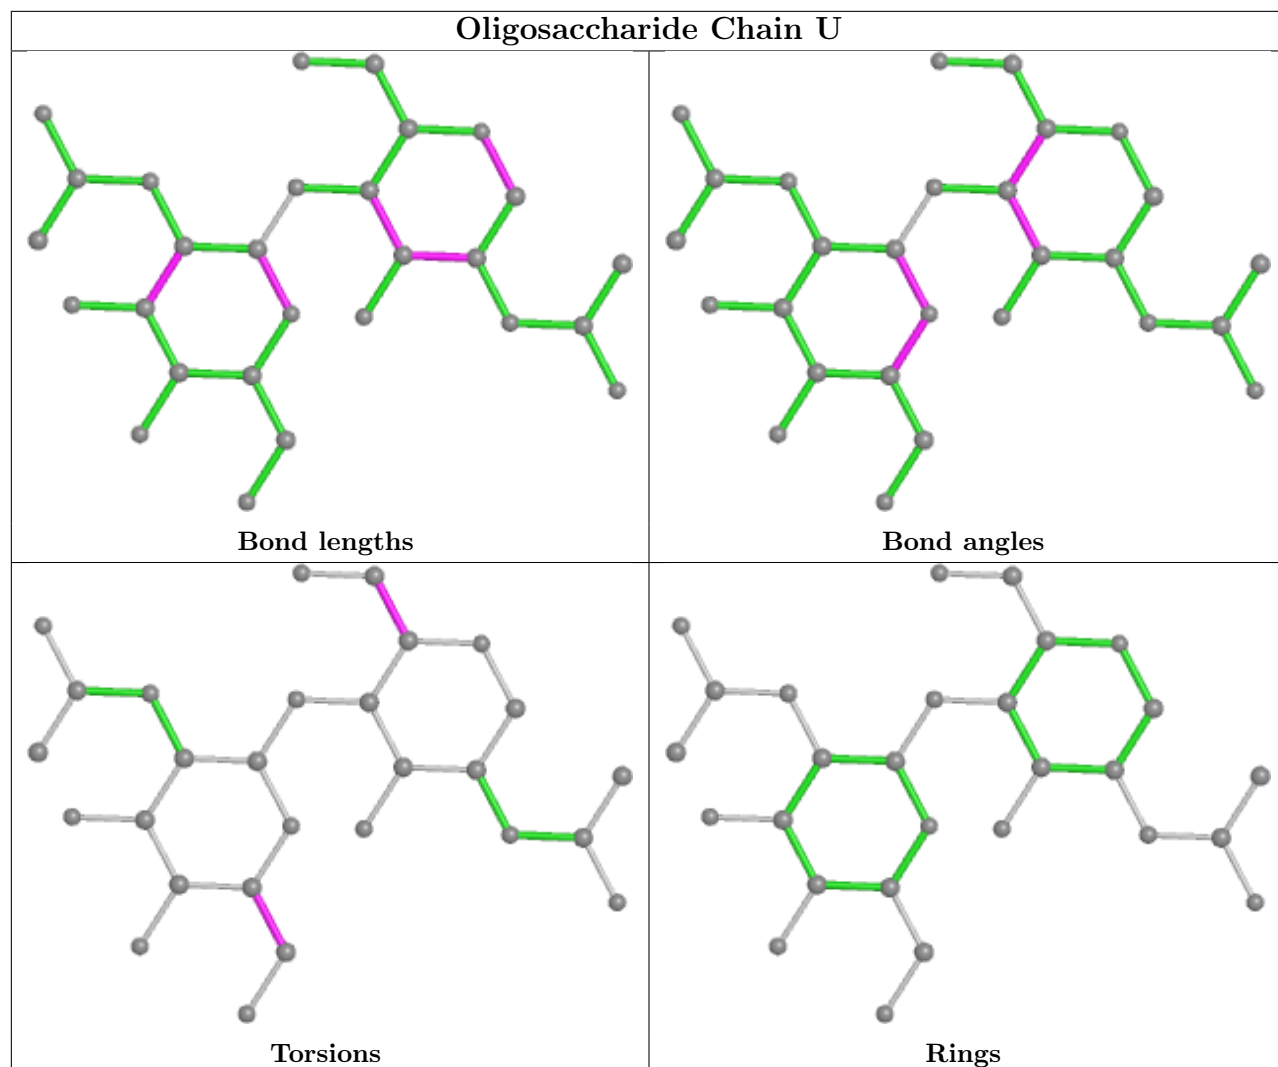 Oligosaccharide Chain U
Bond lengths
Bond angles
Torsions
Rings